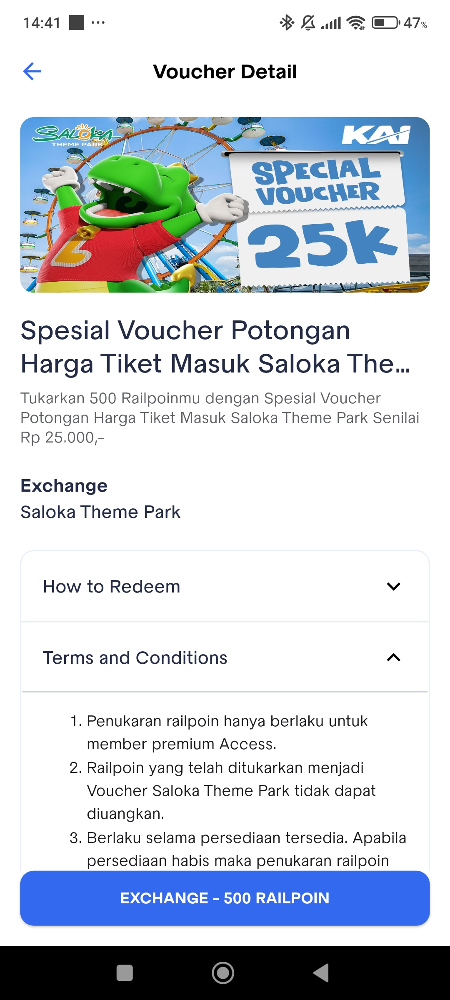 14:41
47%
Voucher Detail
SALOKA
THEME PARK
KAI
SPECIAL
VOUCHER
25K
20
Spesial Voucher Potongan
Harga Tiket Masuk Saloka The...
Tukarkan 500 Railpoinmu dengan Spesial Voucher
Potongan Harga Tiket Masuk Saloka Theme Park Senilai
Rp 25.000,-
Exchange
Saloka Theme Park
How to Redeem
Terms and Conditions
1. Penukaran railpoin hanya berlaku untuk
member premium Access.
2. Railpoin yang telah ditukarkan menjadi
Voucher Saloka Theme Park tidak dapat
diuangkan.
3. Berlaku selama persediaan tersedia. Apabila
persediaan habis maka penukaran railpoin
EXCHANGE - 500 RAILPOIN